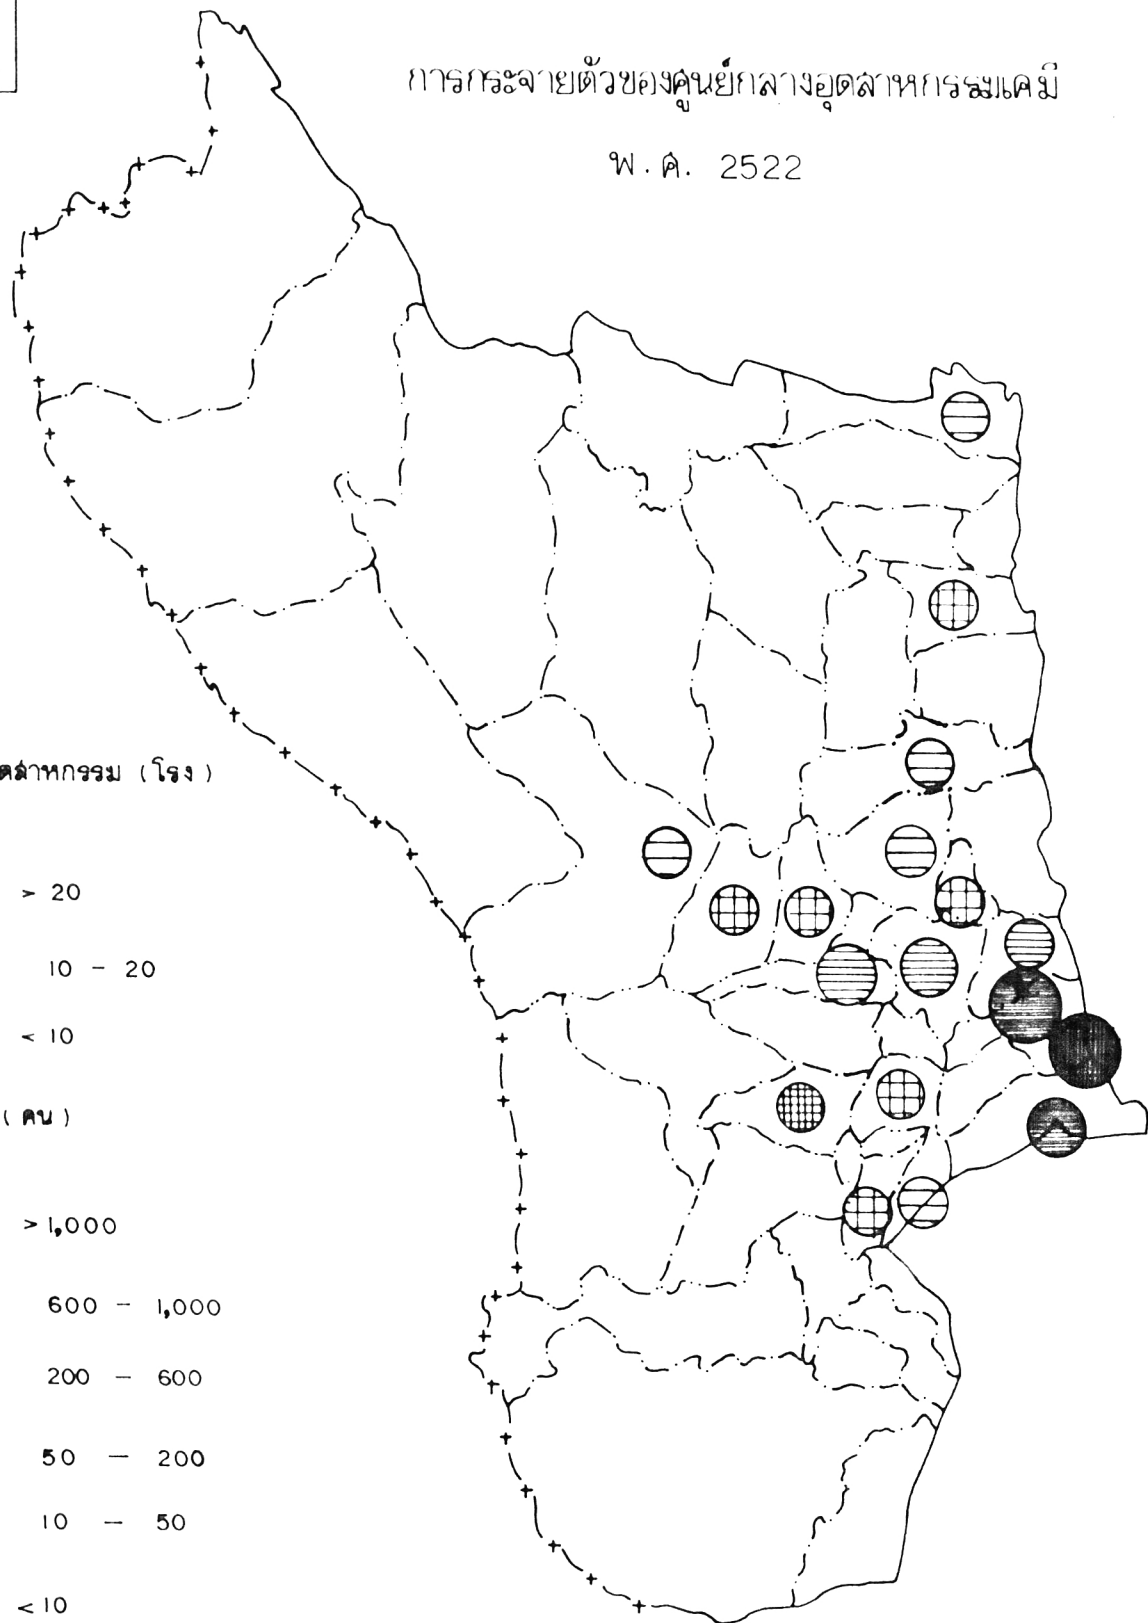 การกระจายตัวของศูนย์กลางอุตสาหกรรมเคมี
พ.ศ. 2522
ตสาหกรรม (โรง)
> 20
10 - 20
< 10
(คน)
> 1,000
600 - 1,000
200 - 600
50 - 200
10 - 50
< 10